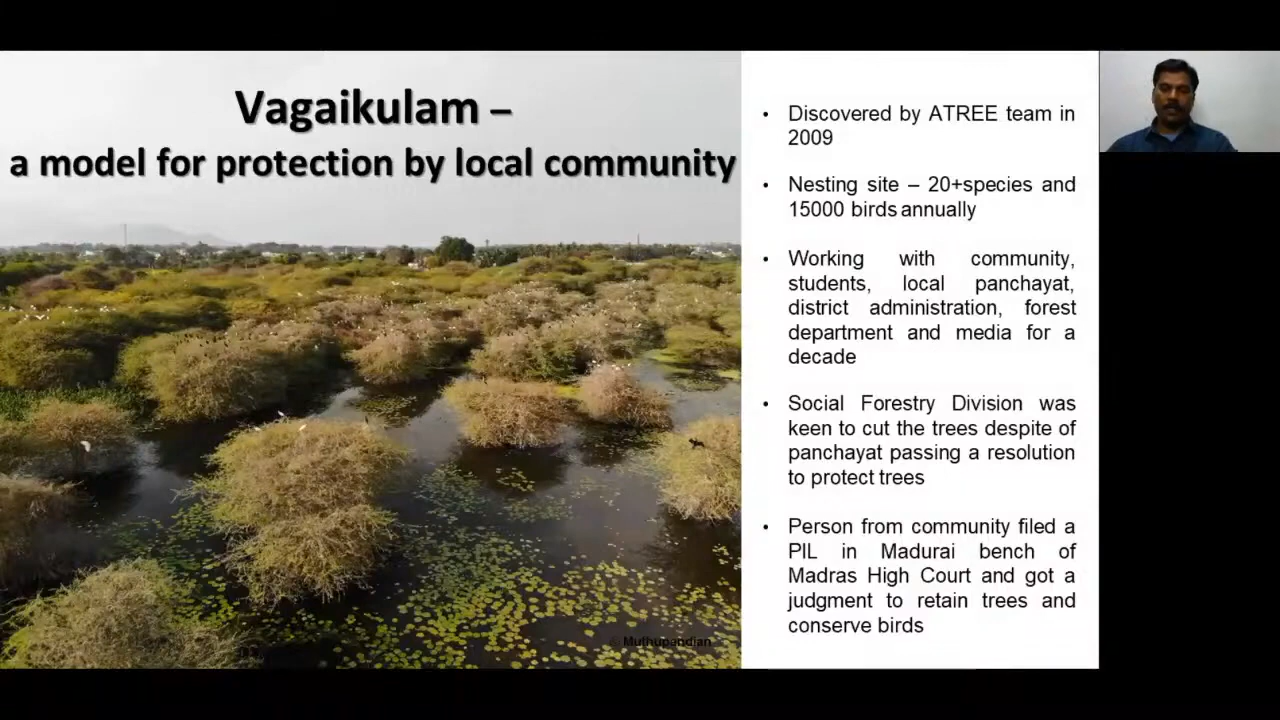 Vagaikulam –
a model for protection by local community
• Discovered by ATREE team in
2009
• Nesting site – 20+species and
15000 birds annually
• Working with community,
students, local panchayat,
district administration, forest
department and media for a
decade
• Social Forestry Division was
keen to cut the trees despite of
panchayat passing a resolution
to protect trees
• Person from community filed a
PIL in Madurai bench of
Madras High Court and got a
judgment to retain trees and
conserve birds
© Muthupandian